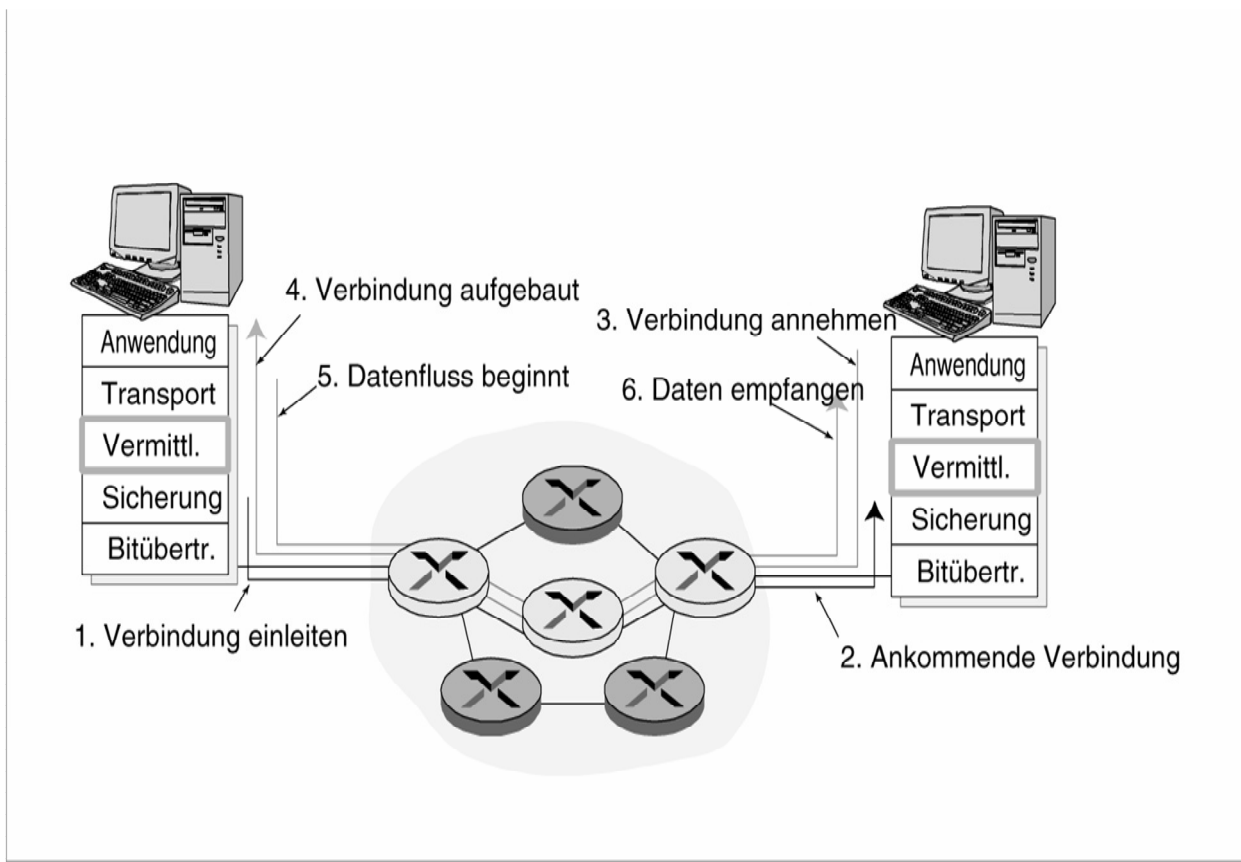 4. Verbindung aufgebaut
3. Verbindung annehmen
5. Datenfluss beginnt
6. Daten empfangen
Anwendung
Transport
Vermittl.
Sicherung
Bitübertr.
Anwendung
Transport
Vermittl.
Sicherung
Bitübertr.
1. Verbindung einleiten
2. Ankommende Verbindung